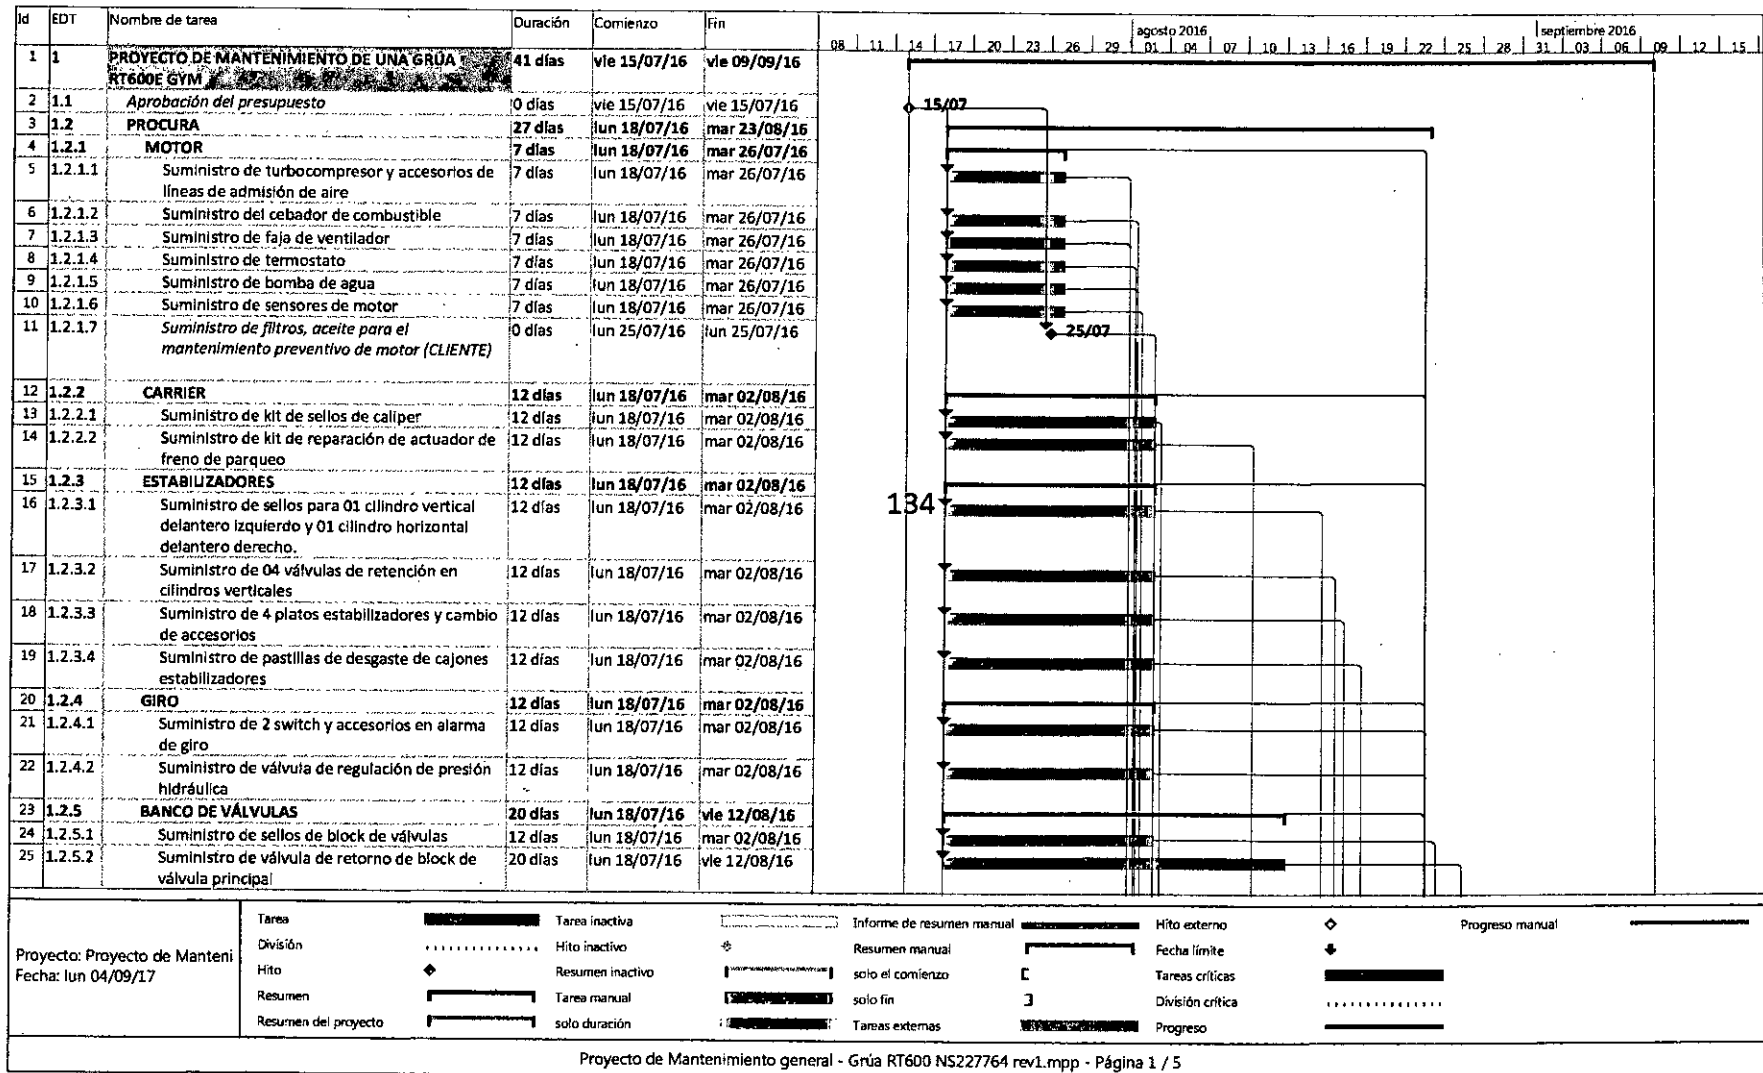 Id EDT Nombre de tarea Duración Comienzo Fin
agosto 2016 septiembre 2016
08 11 14 17 20 23 26 29 01 04 07 10 13 16 19 22 25 28 31 03 06 09 12 15
1 1 PROYECTO DE MANTENIMIENTO DE UNA GRÚA 41 días vie 15/07/16 vie 09/09/16
RT600E GYM
2 1.1 Aprobación del presupuesto 0 días vie 15/07/16 vie 15/07/16 15/07
3 1.2 PROCURA 27 días lun 18/07/16 mar 23/08/16
4 1.2.1 MOTOR 7 días lun 18/07/16 mar 26/07/16
5 1.2.1.1 Suministro de turbocompresor y accesorios de 7 días lun 18/07/16 mar 26/07/16
líneas de admisión de aire
6 1.2.1.2 Suministro del cebador de combustible 7 días lun 18/07/16 mar 26/07/16
7 1.2.1.3 Suministro de faja de ventilador 7 días lun 18/07/16 mar 26/07/16
8 1.2.1.4 Suministro de termostato 7 días lun 18/07/16 mar 26/07/16
9 1.2.1.5 Suministro de bomba de agua 7 días lun 18/07/16 mar 26/07/16
10 1.2.1.6 Suministro de sensores de motor 7 días lun 18/07/16 mar 26/07/16
11 1.2.1.7 Suministro de filtros, aceite para el 0 días lun 25/07/16 lun 25/07/16 25/07
mantenimiento preventivo de motor (CLIENTE)
12 1.2.2 CARRIER 12 días lun 18/07/16 mar 02/08/16
13 1.2.2.1 Suministro de kit de sellos de caliper 12 días lun 18/07/16 mar 02/08/16
14 1.2.2.2 Suministro de kit de reparación de actuador de 12 días lun 18/07/16 mar 02/08/16
freno de parqueo
15 1.2.3 ESTABILIZADORES 12 días lun 18/07/16 mar 02/08/16
16 1.2.3.1 Suministro de sellos para 01 cilindro vertical 12 días lun 18/07/16 mar 02/08/16 134
delantero izquierdo y 01 cilindro horizontal
delantero derecho.
17 1.2.3.2 Suministro de 04 válvulas de retención en 12 días lun 18/07/16 mar 02/08/16
cilindros verticales
18 1.2.3.3 Suministro de 4 platos estabilizadores y cambio 12 días lun 18/07/16 mar 02/08/16
de accesorios
19 1.2.3.4 Suministro de pastillas de desgaste de cajones 12 días lun 18/07/16 mar 02/08/16
estabilizadores
20 1.2.4 GIRO 12 días lun 18/07/16 mar 02/08/16
21 1.2.4.1 Suministro de 2 switch y accesorios en alarma 12 días lun 18/07/16 mar 02/08/16
de giro
22 1.2.4.2 Suministro de válvula de regulación de presión 12 días lun 18/07/16 mar 02/08/16
hidráulica
23 1.2.5 BANCO DE VÁLVULAS 20 días lun 18/07/16 vie 12/08/16
24 1.2.5.1 Suministro de sellos de block de válvulas 12 días lun 18/07/16 mar 02/08/16
25 1.2.5.2 Suministro de válvula de retorno de block de 20 días lun 18/07/16 vie 12/08/16
válvula principal
Proyecto: Proyecto de Manteni
Fecha: lun 04/09/17
Tarea Tarea inactiva Informe de resumen manual Hito externo Progreso manual
División Hito inactivo Resumen manual Fecha límite
Hito Resumen inactivo solo el comienzo Tareas críticas
Resumen Tarea manual solo fin División crítica
Resumen del proyecto solo duración Tareas externas Progreso
Proyecto de Mantenimiento general - Grúa RT600 NS227764 rev1.mpp - Página 1 / 5